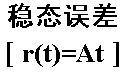 稳态误差
[ r(t)=At ]